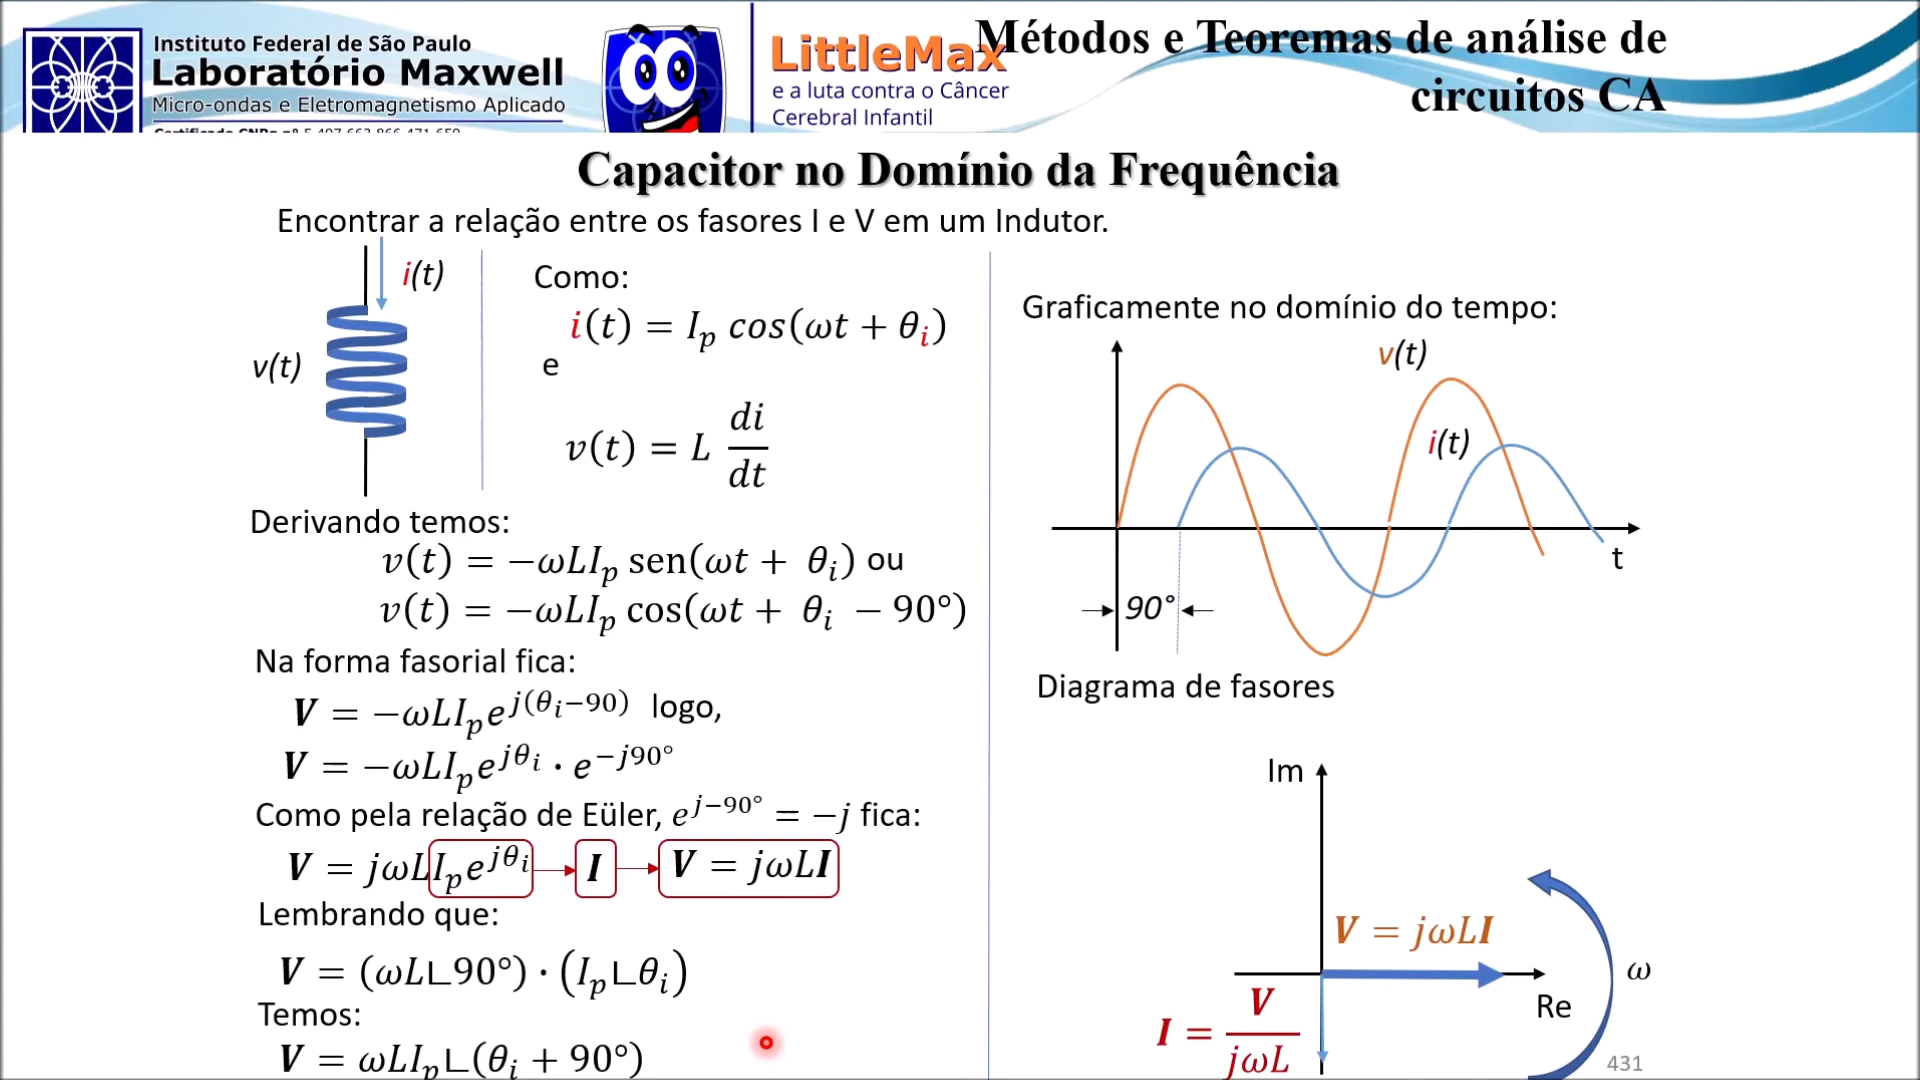 Instituto Federal de São Paulo
Laboratório Maxwell
Micro-ondas e Eletromagnetismo Aplicado
LittleMax
e a luta contra o Câncer
Cerebral Infantil
Métodos e Teoremas de análise de
circuitos CA
Capacitor no Domínio da Frequência
Encontrar a relação entre os fasores I e V em um Indutor.
i(t)
v(t)
Como:
i(t) = I_p cos(ωt + θ_i)
e
v(t) = L di/dt
Derivando temos:
v(t) = −ωLI_p sen(ωt + θ_i) ou
v(t) = −ωLI_p cos(ωt + θ_i − 90°)
Na forma fasorial fica:
V = −ωLI_p e^{j(θ_i−90)} logo,
V = −ωLI_p e^{jθ_i} · e^{−j90°}
Como pela relação de Eüler, e^{j−90°} = −j fica:
V = jωLI_p e^{jθ_i} I V = jωLI
Lembrando que:
V = (ωL∟90°) · (I_p∟θ_i)
Temos:
V = ωLI_p∟(θ_i + 90°)
Graficamente no domínio do tempo:
v(t)
i(t)
t
90°
Diagrama de fasores
Im
V = jωLI
ω
Re
I = V/jωL
431